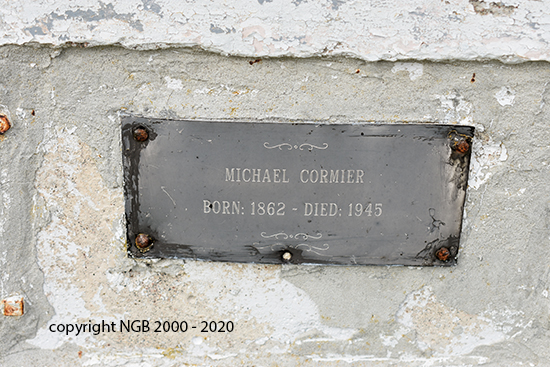 MICHAEL CORMIER
BORN: 1862 - DIED: 1945
copyright NGB 2000 - 2020